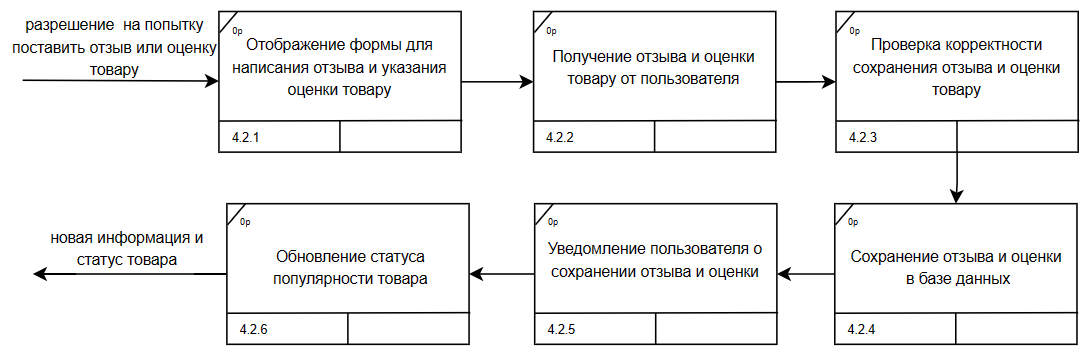 разрешение на попытку
поставить отзыв или оценку
товару
0р
Отображение формы для
написания отзыва и указания
оценки товару
4.2.1
0р
Получение отзыва и оценки
товару от пользователя
4.2.2
0р
Проверка корректности
сохранения отзыва и оценки
товару
4.2.3
новая информация и
статус товара
0р
Обновление статуса
популярности товара
4.2.6
0р
Уведомление пользователя о
сохранении отзыва и оценки
4.2.5
0р
Сохранение отзыва и оценки
в базе данных
4.2.4